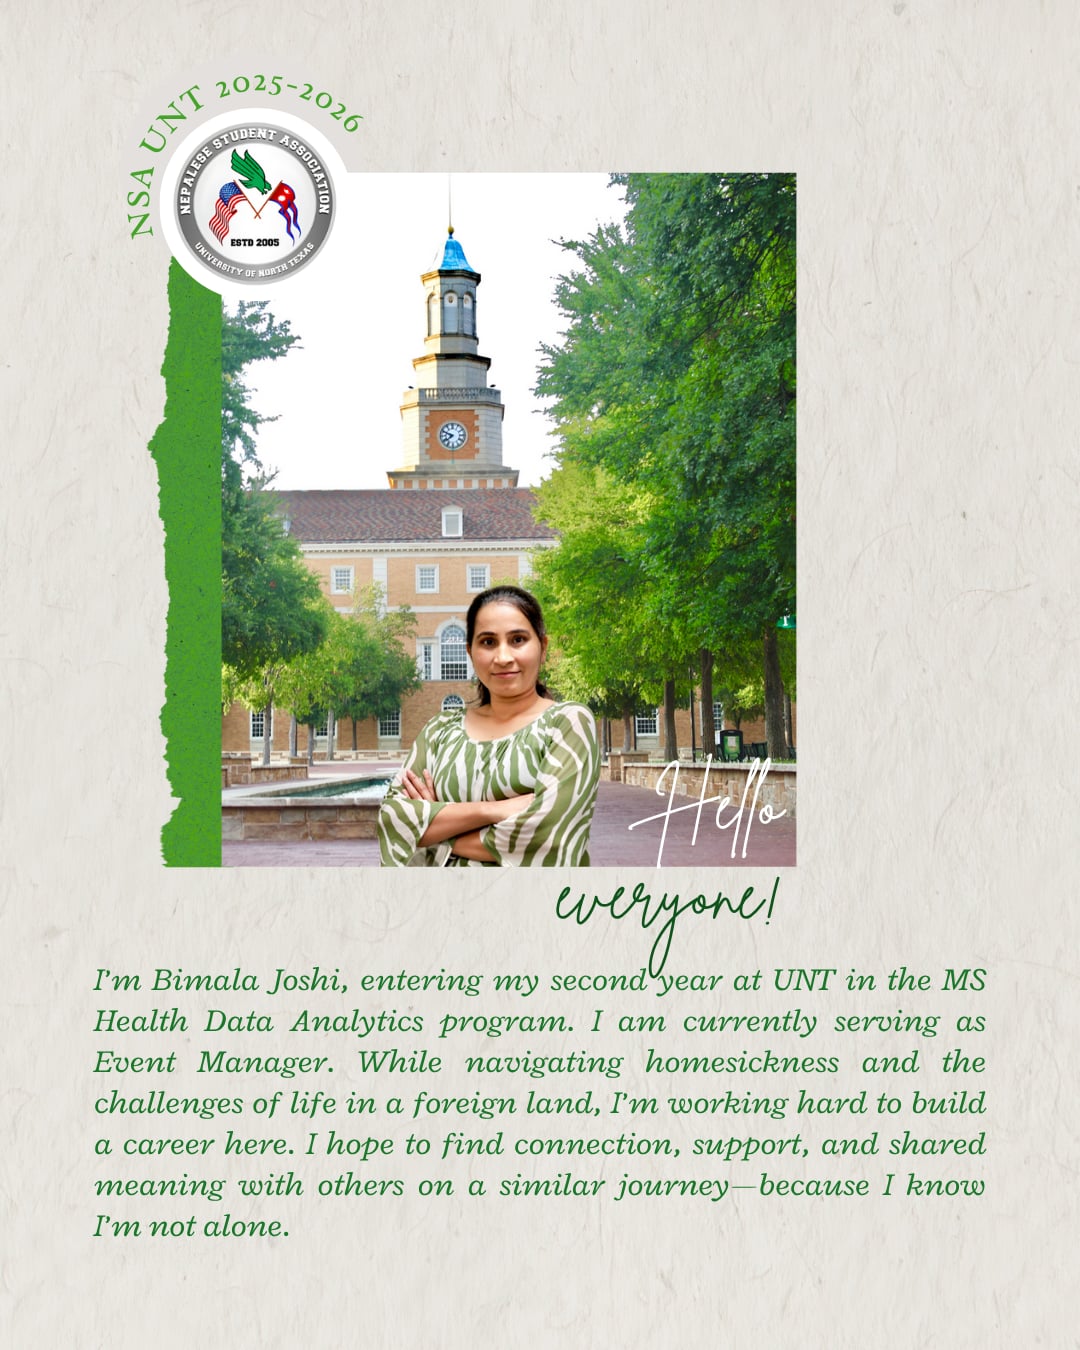 NSA UNT 2025-2026
NEPALESE STUDENT ASSOCIATION
ESTD 2005
UNIVERSITY OF NORTH TEXAS
Hello
everyone!
I'm Bimala Joshi, entering my second year at UNT in the MS
Health Data Analytics program. I am currently serving as
Event Manager. While navigating homesickness and the
challenges of life in a foreign land, I'm working hard to build
a career here. I hope to find connection, support, and shared
meaning with others on a similar journey—because I know
I'm not alone.